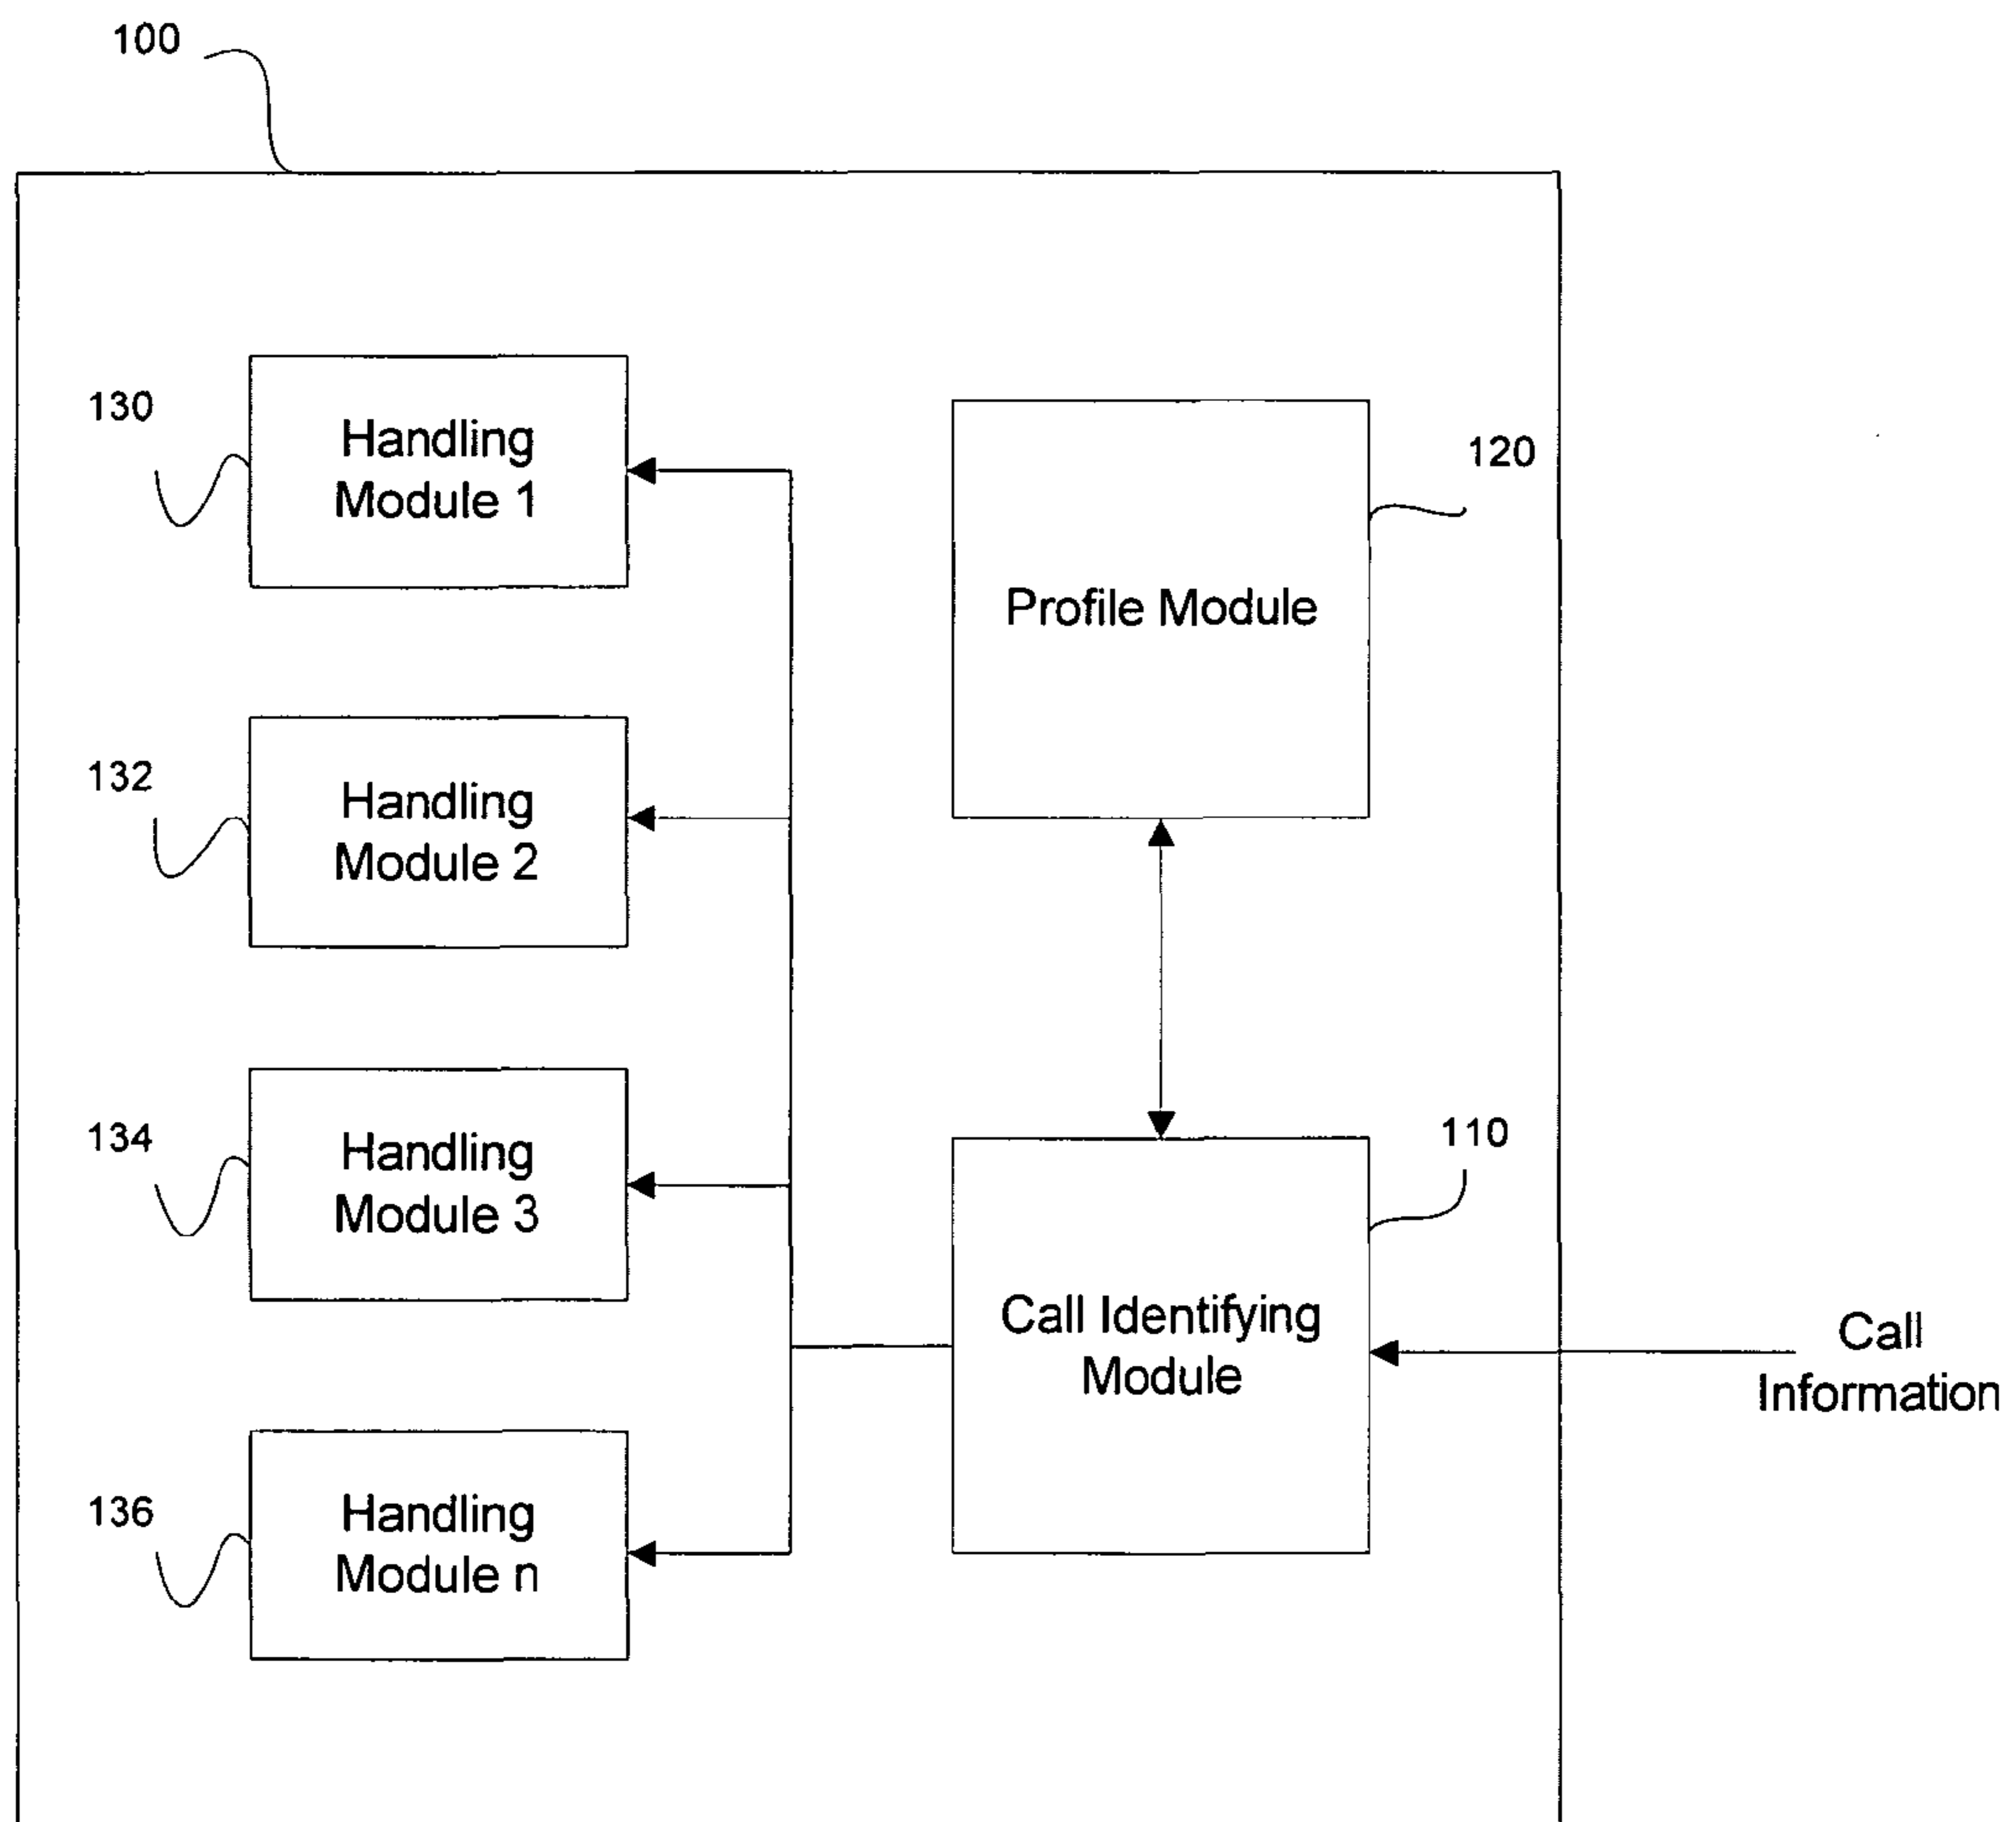 100
130
Handling
Module 1
120
Profile Module
132
Handling
Module 2
134
Handling
Module 3
110
Call Identifying
Module
Call
Information
136
Handling
Module n